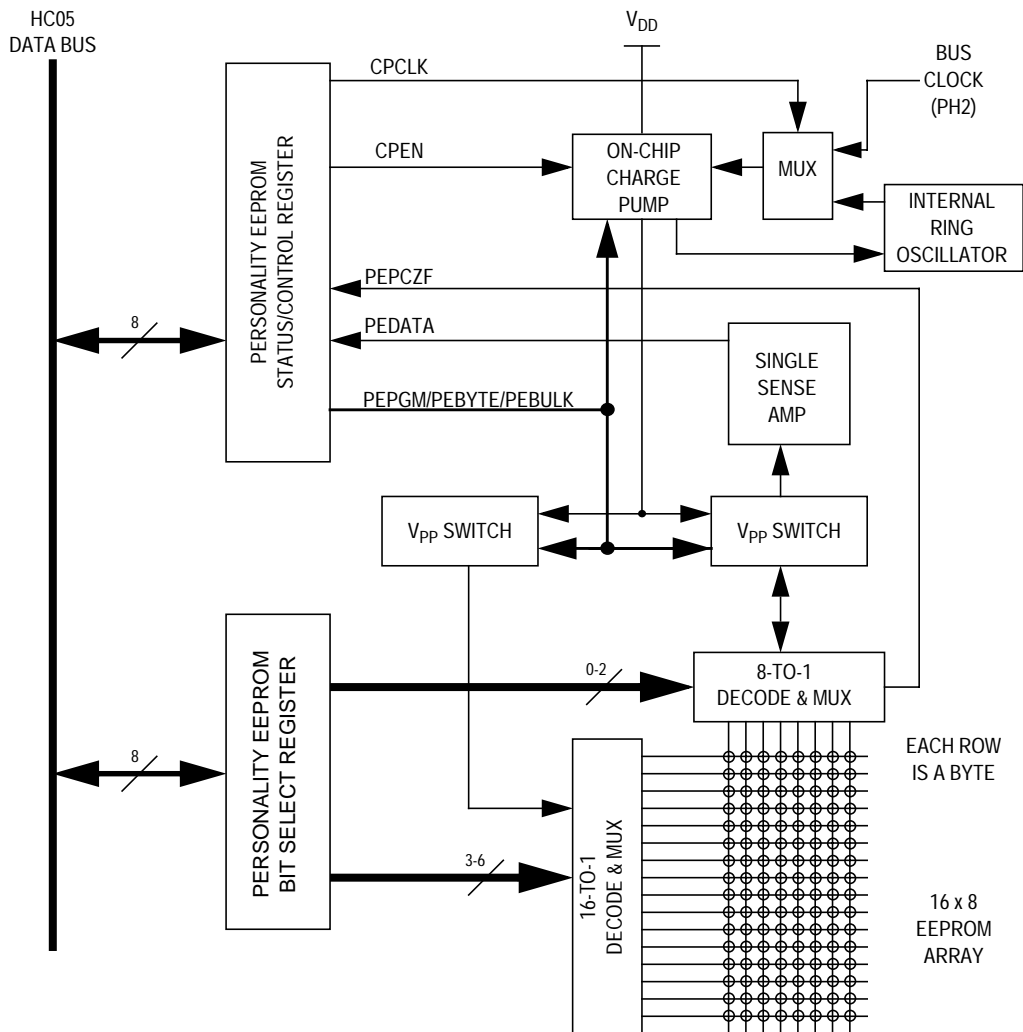 HC05
DATA BUS
VDD
BUS
CLOCK
(PH2)
CPCLK
CPEN
ON-CHIP
CHARGE
PUMP
MUX
INTERNAL
RING
OSCILLATOR
PERSONALITY EEPROM
STATUS/CONTROL REGISTER
8
PEPCZF
PEDATA
PEPGM/PEBYTE/PEBULK
SINGLE
SENSE
AMP
VPP SWITCH
VPP SWITCH
PERSONALITY EEPROM
BIT SELECT REGISTER
8
0-2
8-TO-1
DECODE & MUX
3-6
16-TO-1
DECODE & MUX
EACH ROW
IS A BYTE
16 x 8
EEPROM
ARRAY